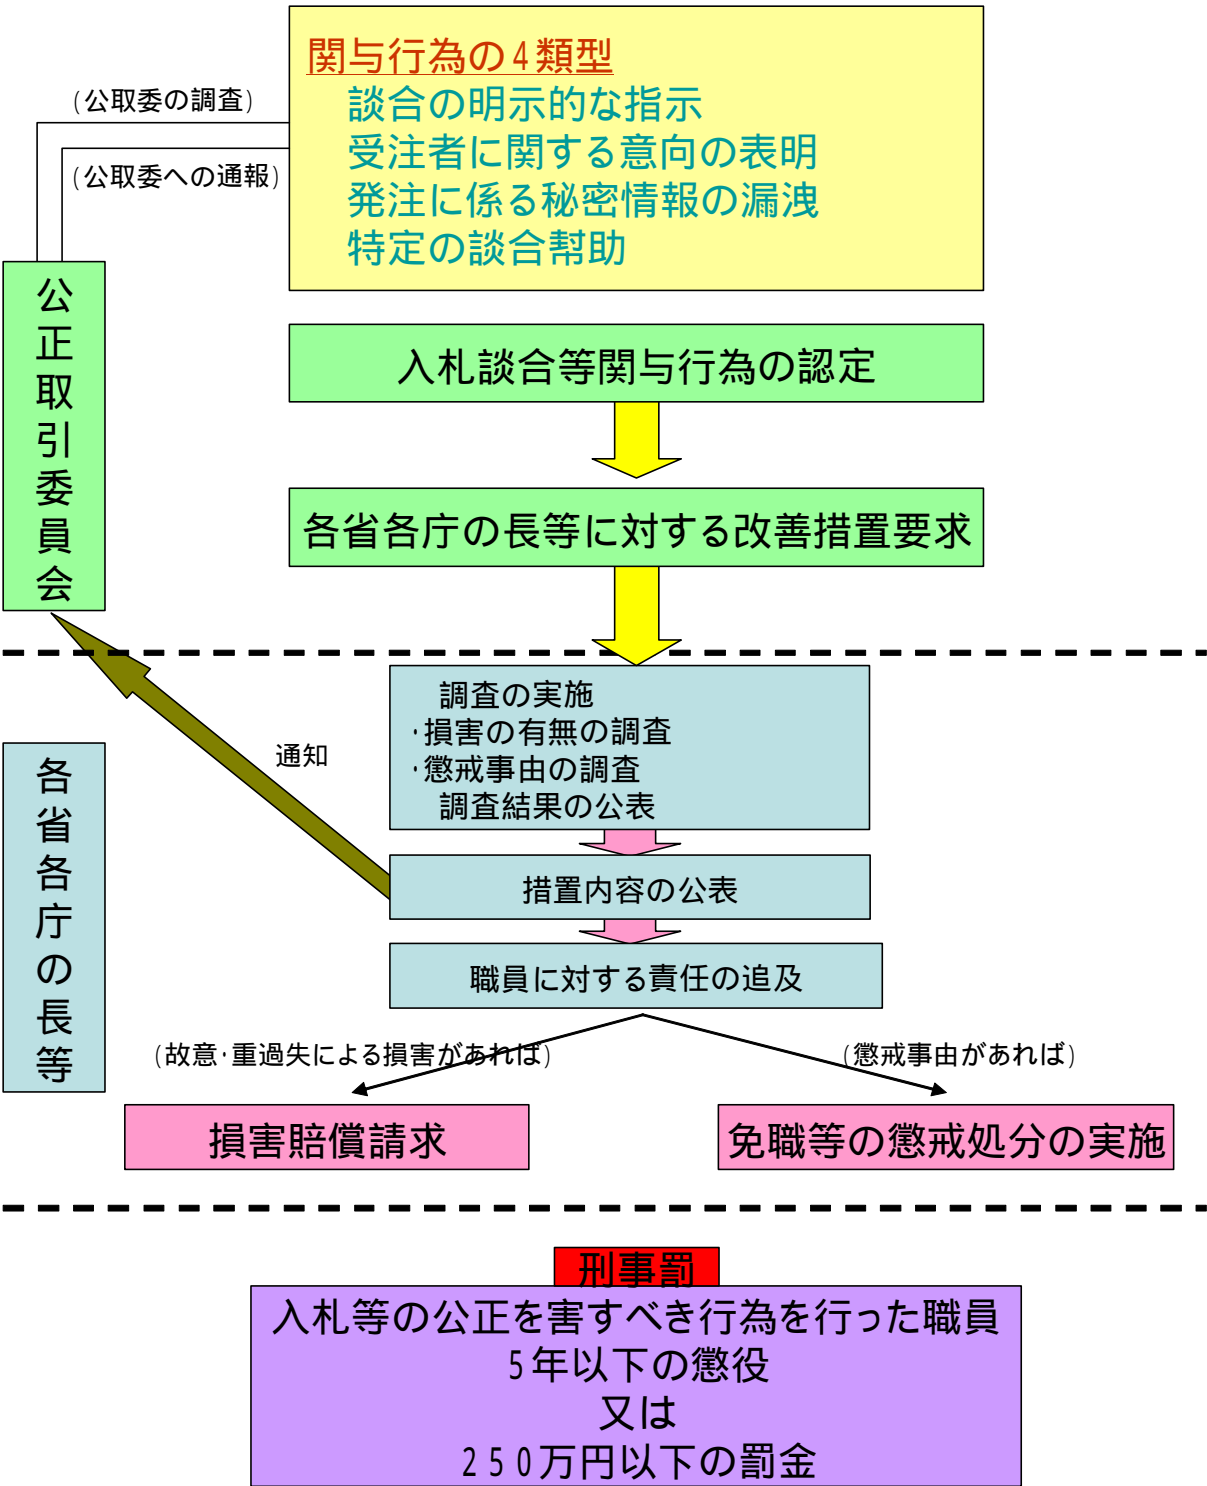 関与行為の4類型
談合の明示的な指示
受注者に関する意向の表明
発注に係る秘密情報の漏洩
特定の談合幇助
(公取委の調査)
(公取委への通報)
公正取引委員会
入札談合等関与行為の認定
各省各庁の長等に対する改善措置要求
調査の実施
・損害の有無の調査
・懲戒事由の調査
調査結果の公表
通知
各省各庁の長等
措置内容の公表
職員に対する責任の追及
(故意・重過失による損害があれば)
(懲戒事由があれば)
損害賠償請求
免職等の懲戒処分の実施
刑事罰
入札等の公正を害すべき行為を行った職員
5年以下の懲役
又は
250万円以下の罰金